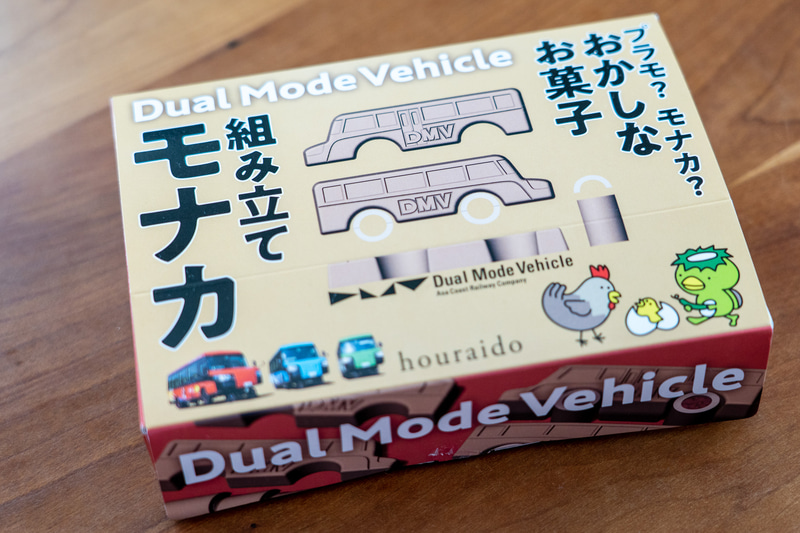 Dual Mode Vehicle
プラモ？モナカ？
おかしな
お菓子
組み立て
モナカ
DMV
DMV
Dual Mode Vehicle
Asa Coast Railway Company
houraido
Dual Mode Vehicle